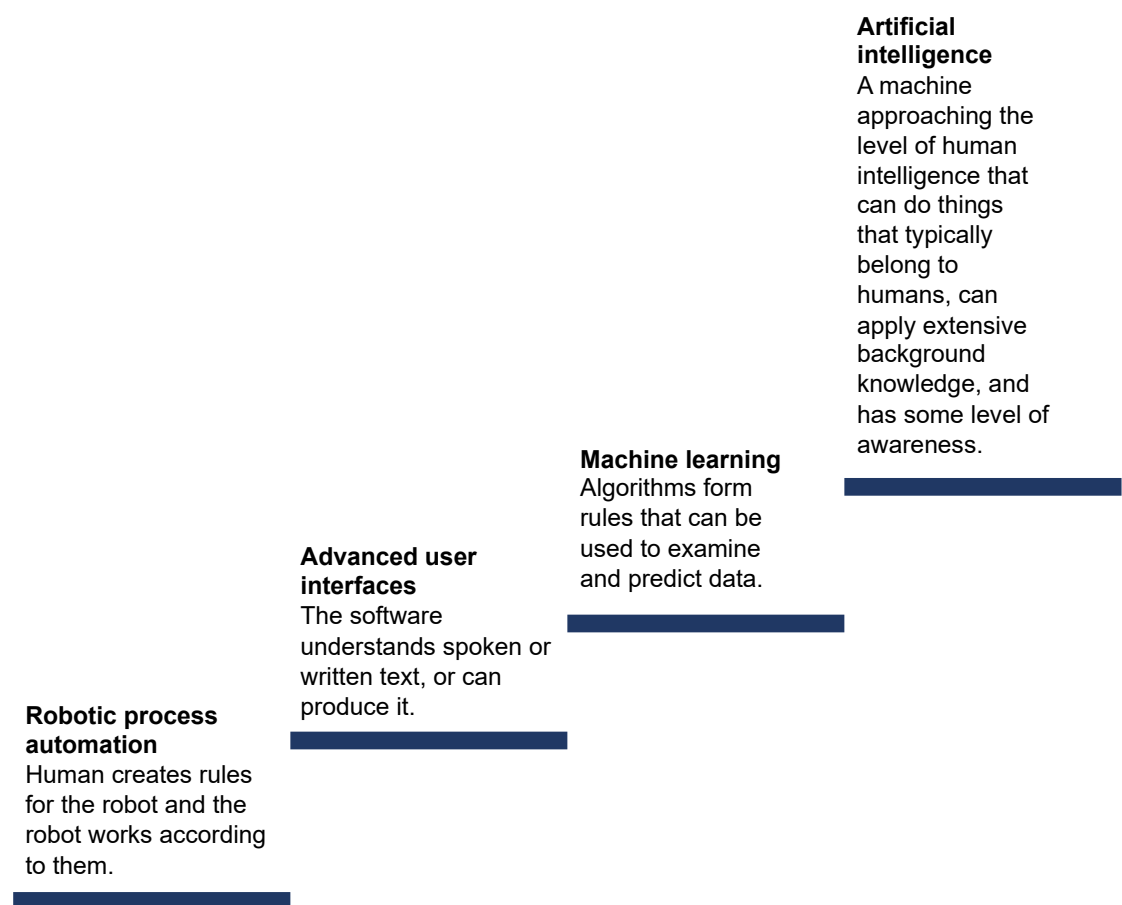 Artificial
intelligence
A machine
approaching the
level of human
intelligence that
can do things
that typically
belong to
humans, can
apply extensive
background
knowledge, and
has some level of
awareness.
Machine learning
Algorithms form
rules that can be
used to examine
and predict data.
Advanced user
interfaces
The software
understands spoken or
written text, or can
produce it.
Robotic process
automation
Human creates rules
for the robot and the
robot works according
to them.